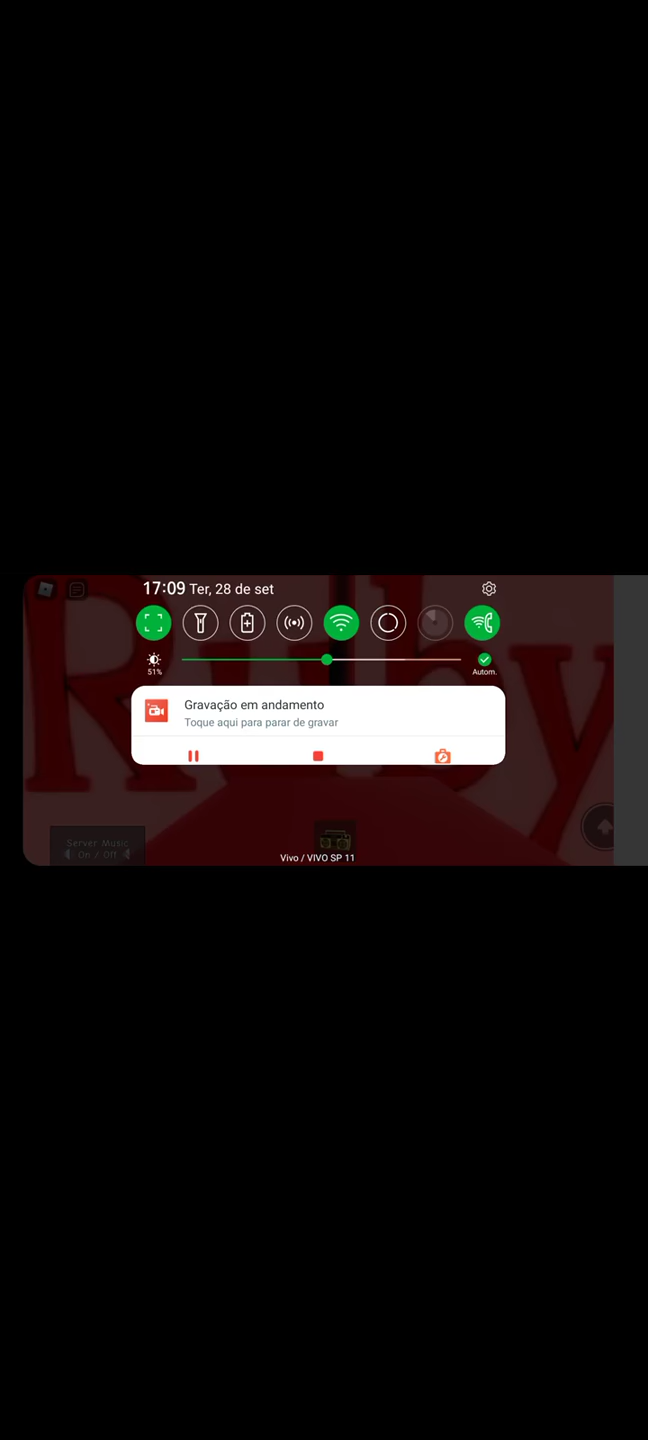 17:09 Ter, 28 de set
51%
Autom.
Gravação em andamento
Toque aqui para parar de gravar
Ruby
Server Music
On / Off
Vivo / VIVO SP 11